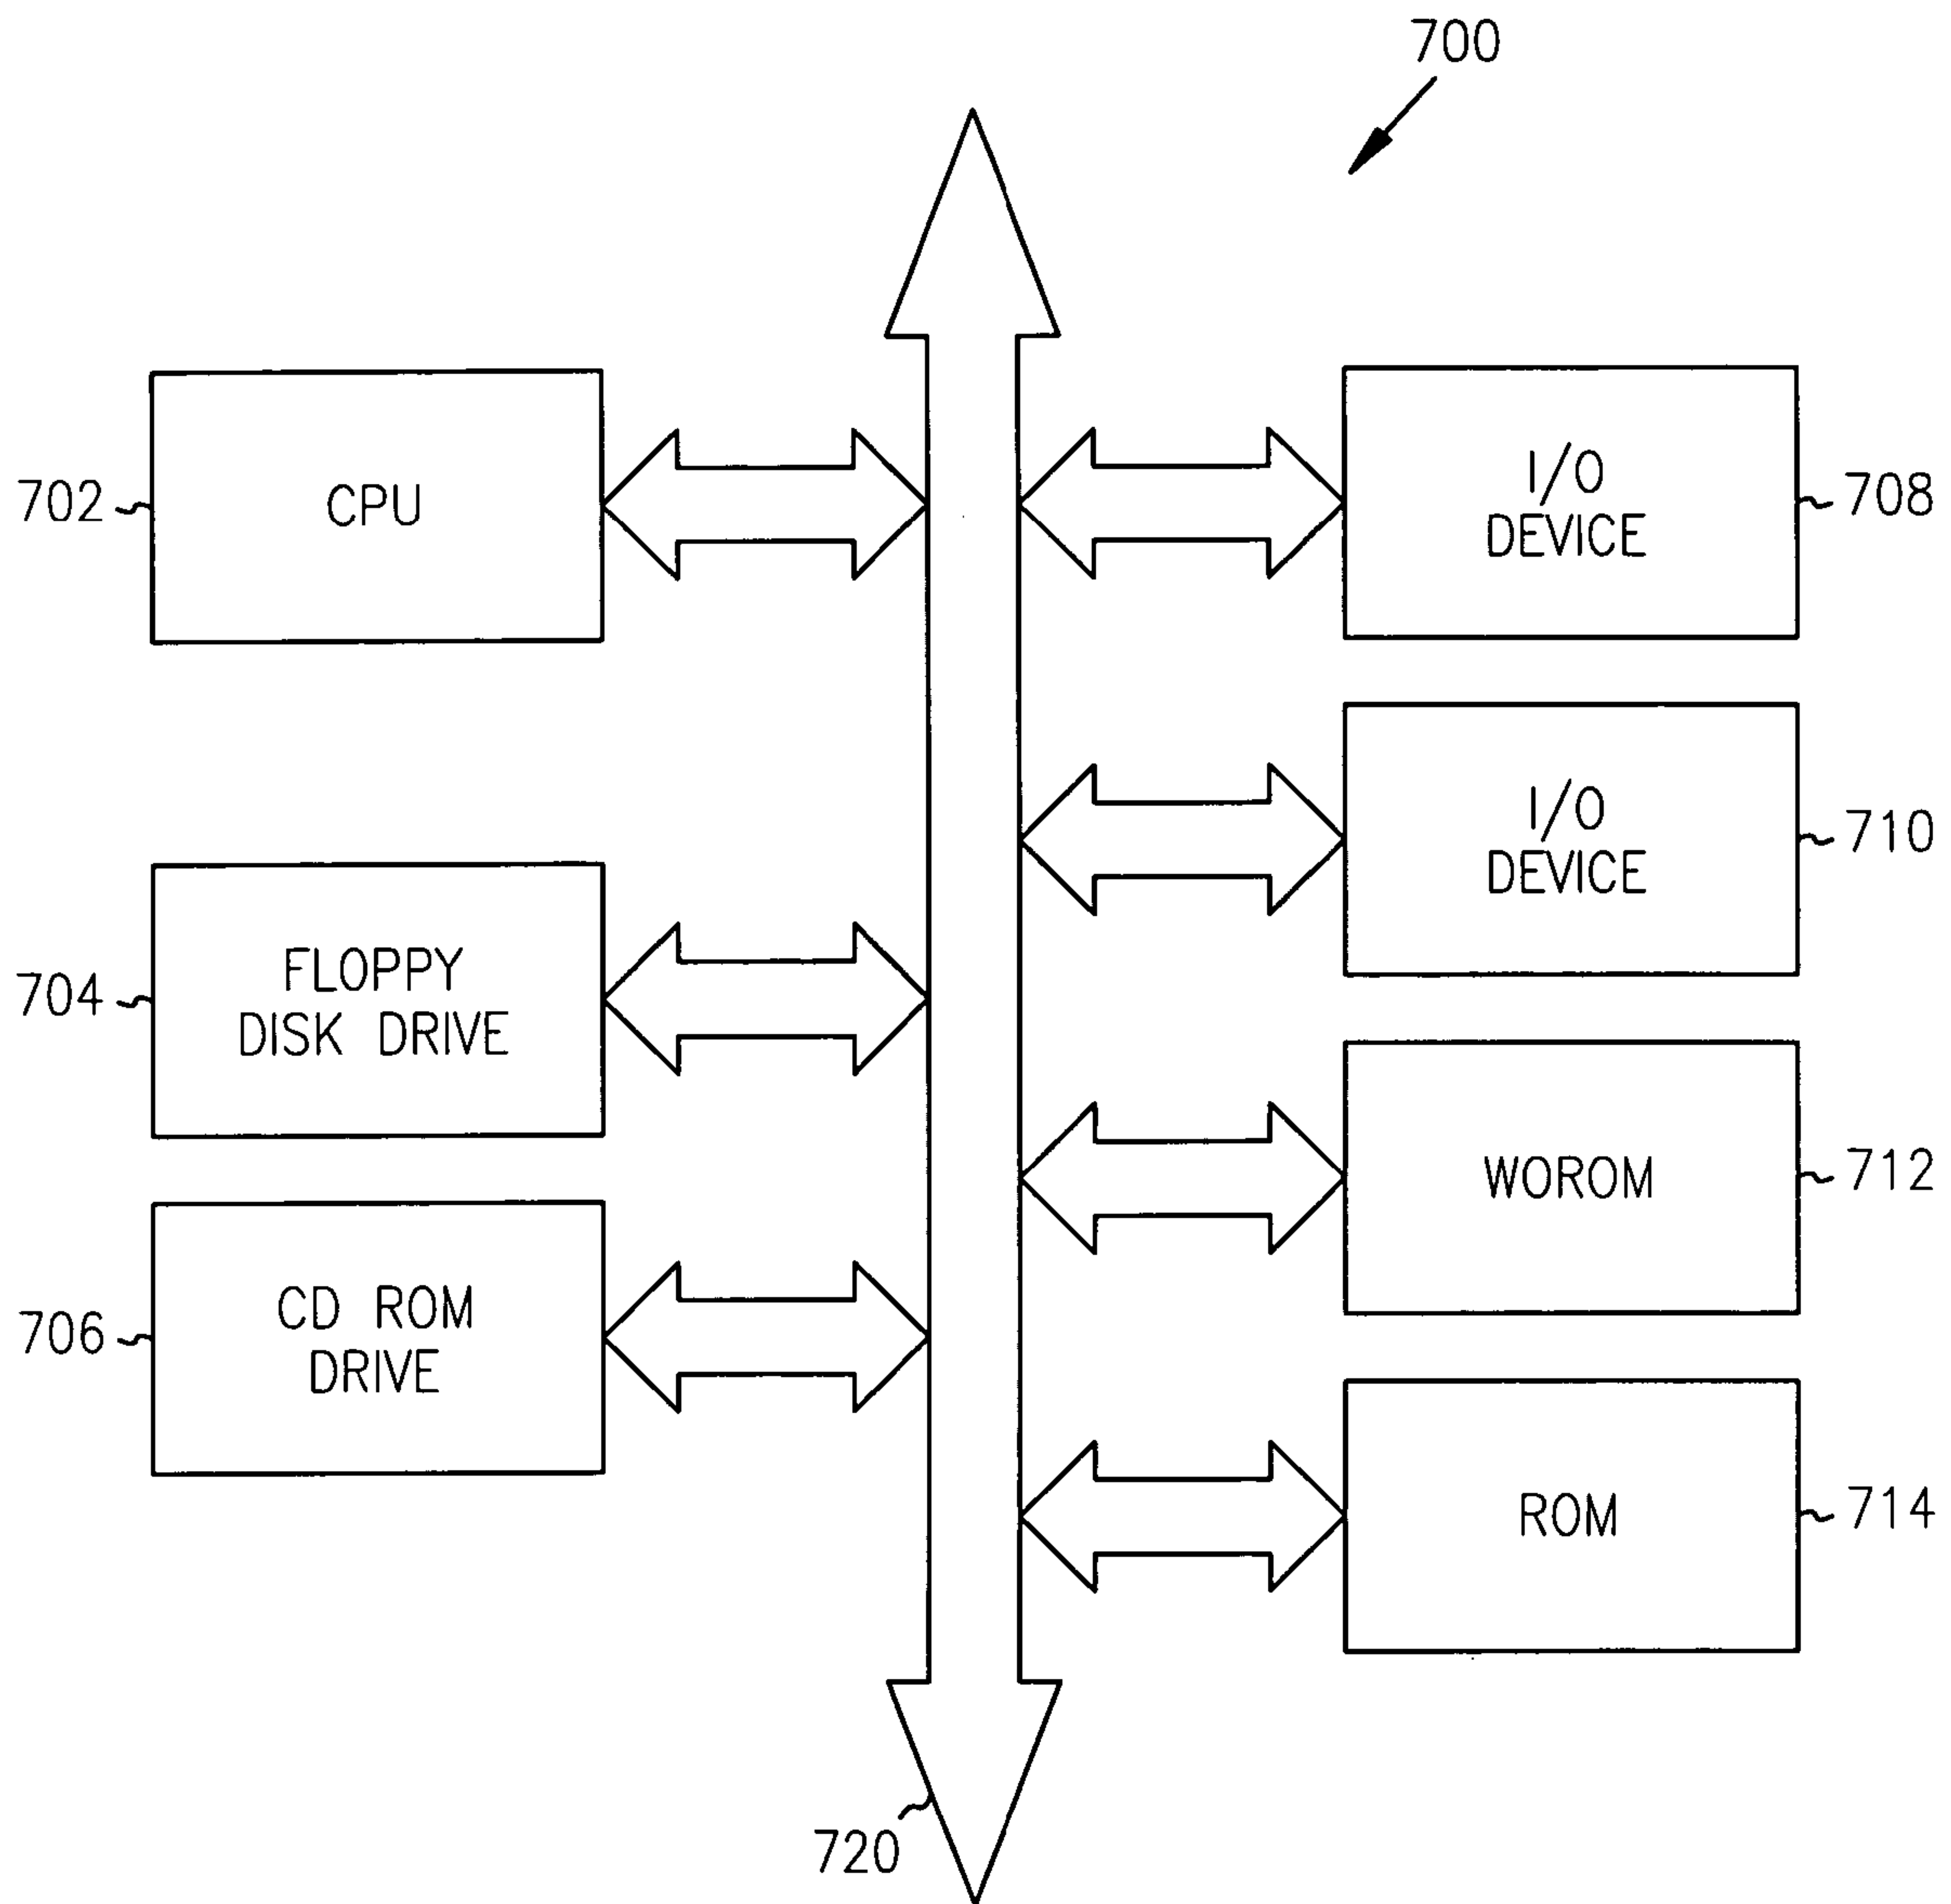 700
702
CPU
I/O
DEVICE
708
I/O
DEVICE
710
704
FLOPPY
DISK DRIVE
WOROM
712
706
CD ROM
DRIVE
ROM
714
720